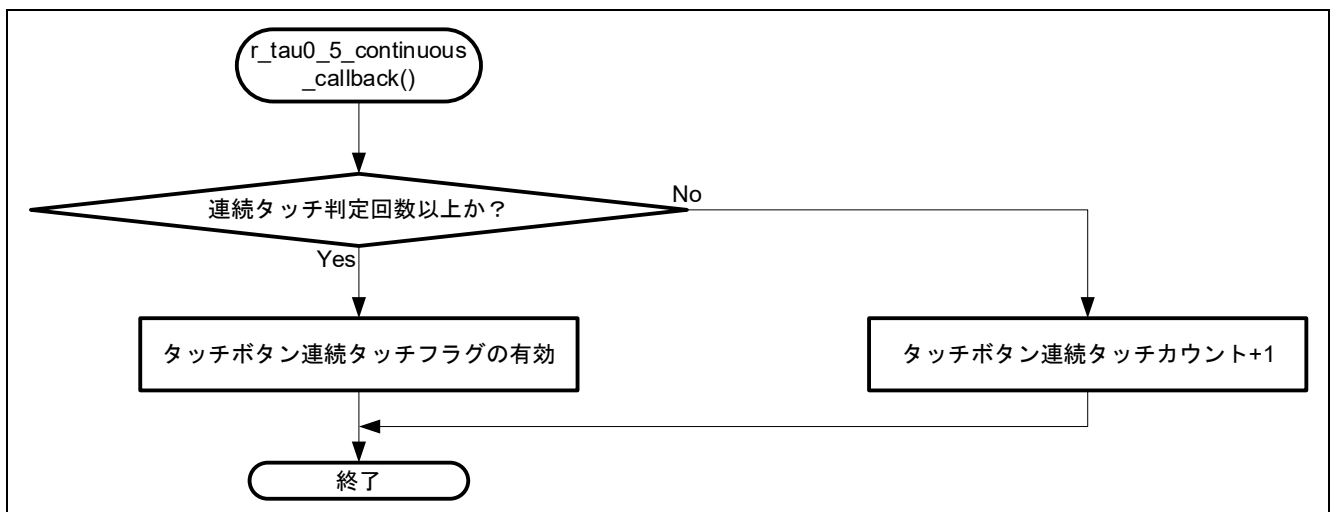 r_tau0_5_continuous
_callback()
連続タッチ判定回数以上か？
No
Yes
タッチボタン連続タッチフラグの有効
タッチボタン連続タッチカウント+1
終了